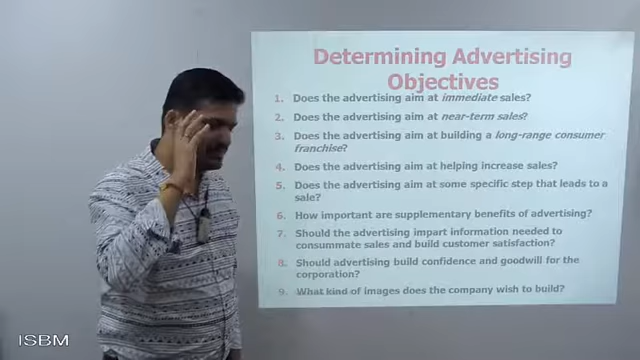 Determining Advertising
Objectives
1. Does the advertising aim at immediate sales?
2. Does the advertising aim at near-term sales?
3. Does the advertising aim at building a long-range consumer
franchise?
4. Does the advertising aim at helping increase sales?
5. Does the advertising aim at some specific step that leads to a
sale?
6. How important are supplementary benefits of advertising?
7. Should the advertising impart information needed to
consummate sales and build customer satisfaction?
8. Should advertising build confidence and goodwill for the
corporation?
9. What kind of images does the company wish to build?
ISBM